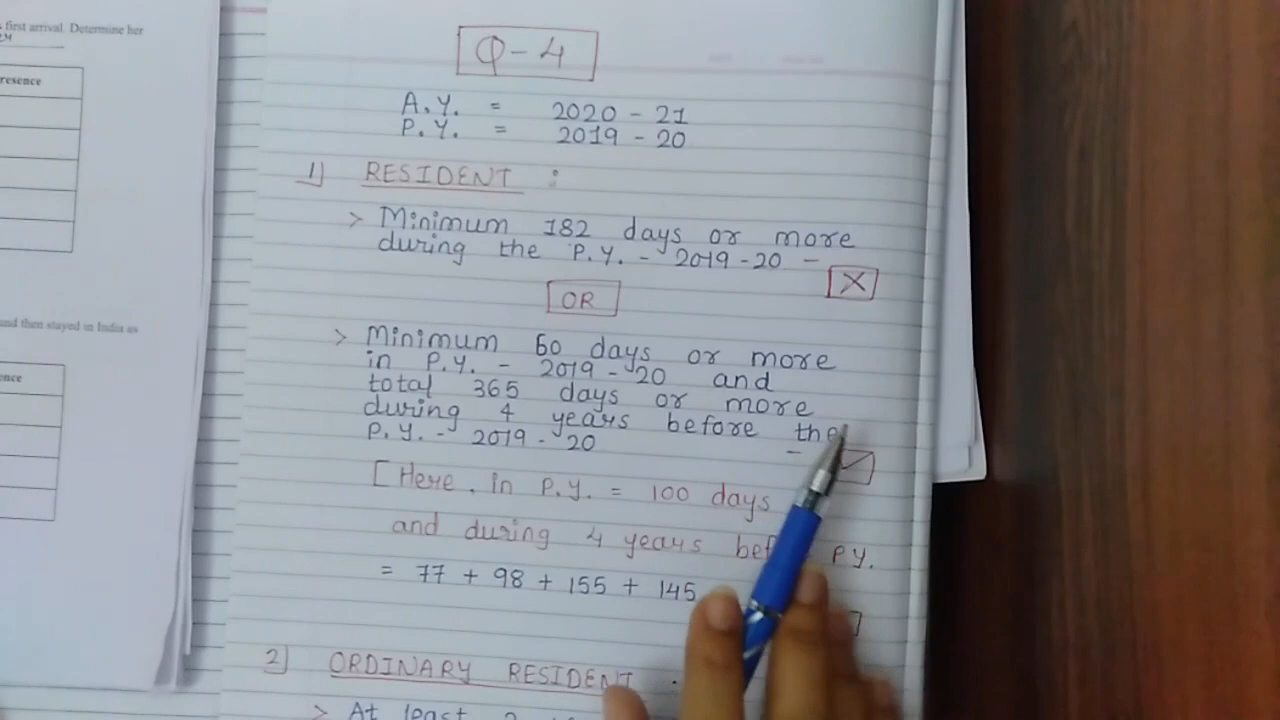 first arrival. Determine her
resence
and then stayed in India as
ence
Q-4
A.Y. = 2020 - 21
P.Y. = 2019 - 20
1) RESIDENT :
> Minimum 182 days or more
during the P.Y. - 2019-20 -
X
OR
> Minimum 60 days or more
in P.Y. - 2019-20 and
total 365 days or more
during 4 years before the
P.Y. - 2019-20 -
[Here, in P.Y. = 100 days
and during 4 years bef P.Y.
= 77 + 98 + 155 + 145
2) ORDINARY RESIDENT :
> At least 2